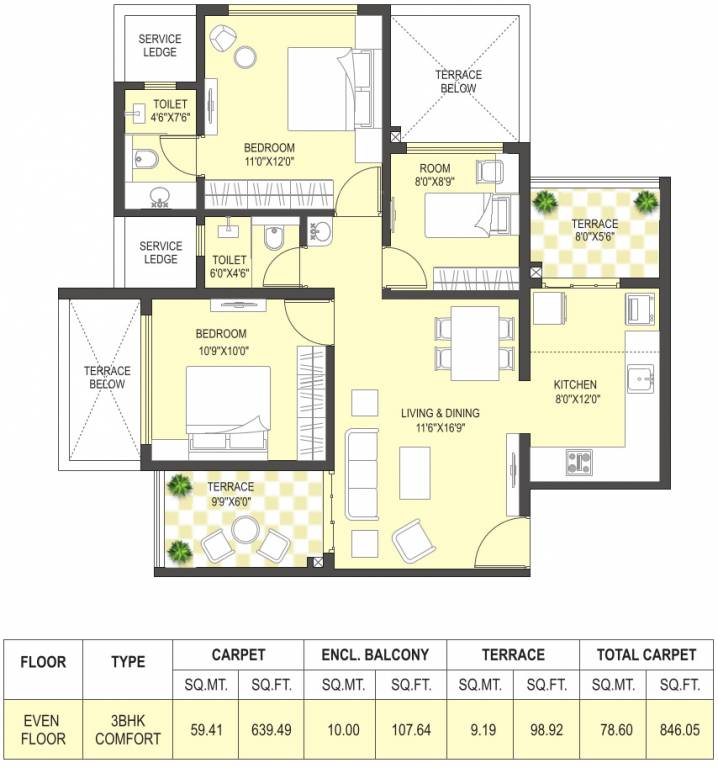 SERVICE
LEDGE
TOILET
4'6"X7'6"
BEDROOM
11'0"X12'0"
TERRACE
BELOW
ROOM
8'0"X8'9"
TERRACE
8'0"X5'6"
SERVICE
LEDGE
TOILET
6'0"X4'6"
BEDROOM
10'9"X10'0"
TERRACE
BELOW
LIVING & DINING
11'6"X16'9"
KITCHEN
8'0"X12'0"
TERRACE
9'9"X6'0"
FLOOR TYPE CARPET ENCL. BALCONY TERRACE TOTAL CARPET
SQ.MT. SQ.FT. SQ.MT. SQ.FT. SQ.MT. SQ.FT. SQ.MT. SQ.FT.
EVEN FLOOR 3BHK COMFORT 59.41 639.49 10.00 107.64 9.19 98.92 78.60 846.05